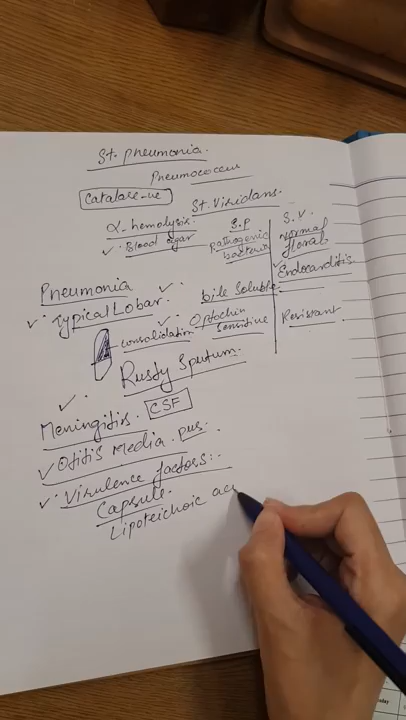 St. pneumonia.
Pneumococcus
Catalase -ve
St. Viridans.
α-hemolysis.
✓ Blood agar
S.P
pathogenic
bacteria
S.V.
normal
floral
✓ Endocarditis.
Pneumonia
✓ Typical Lobar. ✓
bile Soluble.
consolidation
✓ Optochin
Sensitive
Resistant
Rusty Sputum.
✓
Meningitis. CSF
✓ Otitis Media. pus.
✓ Virulence factors:-
Capsule.
Lipoteichoic ac